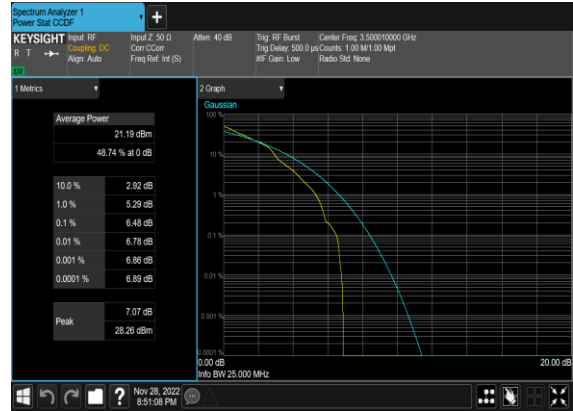 Spectrum Analyzer 1
Power Stat CCDF
KEYSIGHT
R T
LM
Input: RF
Coupling: DC
Align: Auto
Input Z: 50 Ω
Corr CCorr
Freq Ref: Int (S)
Atten: 40 dB
Trig: RF Burst
Trig Delay: 500.0 µs
#IF Gain: Low
Center Freq: 3.500010000 GHz
Counts: 1.00 M/1.00 Mpt
Radio Std: None
1 Metrics
Average Power
21.19 dBm
48.74 % at 0 dB
10.0 % 2.92 dB
1.0 % 5.29 dB
0.1 % 6.48 dB
0.01 % 6.78 dB
0.001 % 6.86 dB
0.0001 % 6.89 dB
Peak
7.07 dB
28.26 dBm
2 Graph
Gaussian
100 %
10 %
1 %
0.1 %
0.01 %
0.001 %
0.0001 %
0.00 dB 20.00 dB
Info BW 25.000 MHz
?
Nov 28, 2022
8:51:08 PM